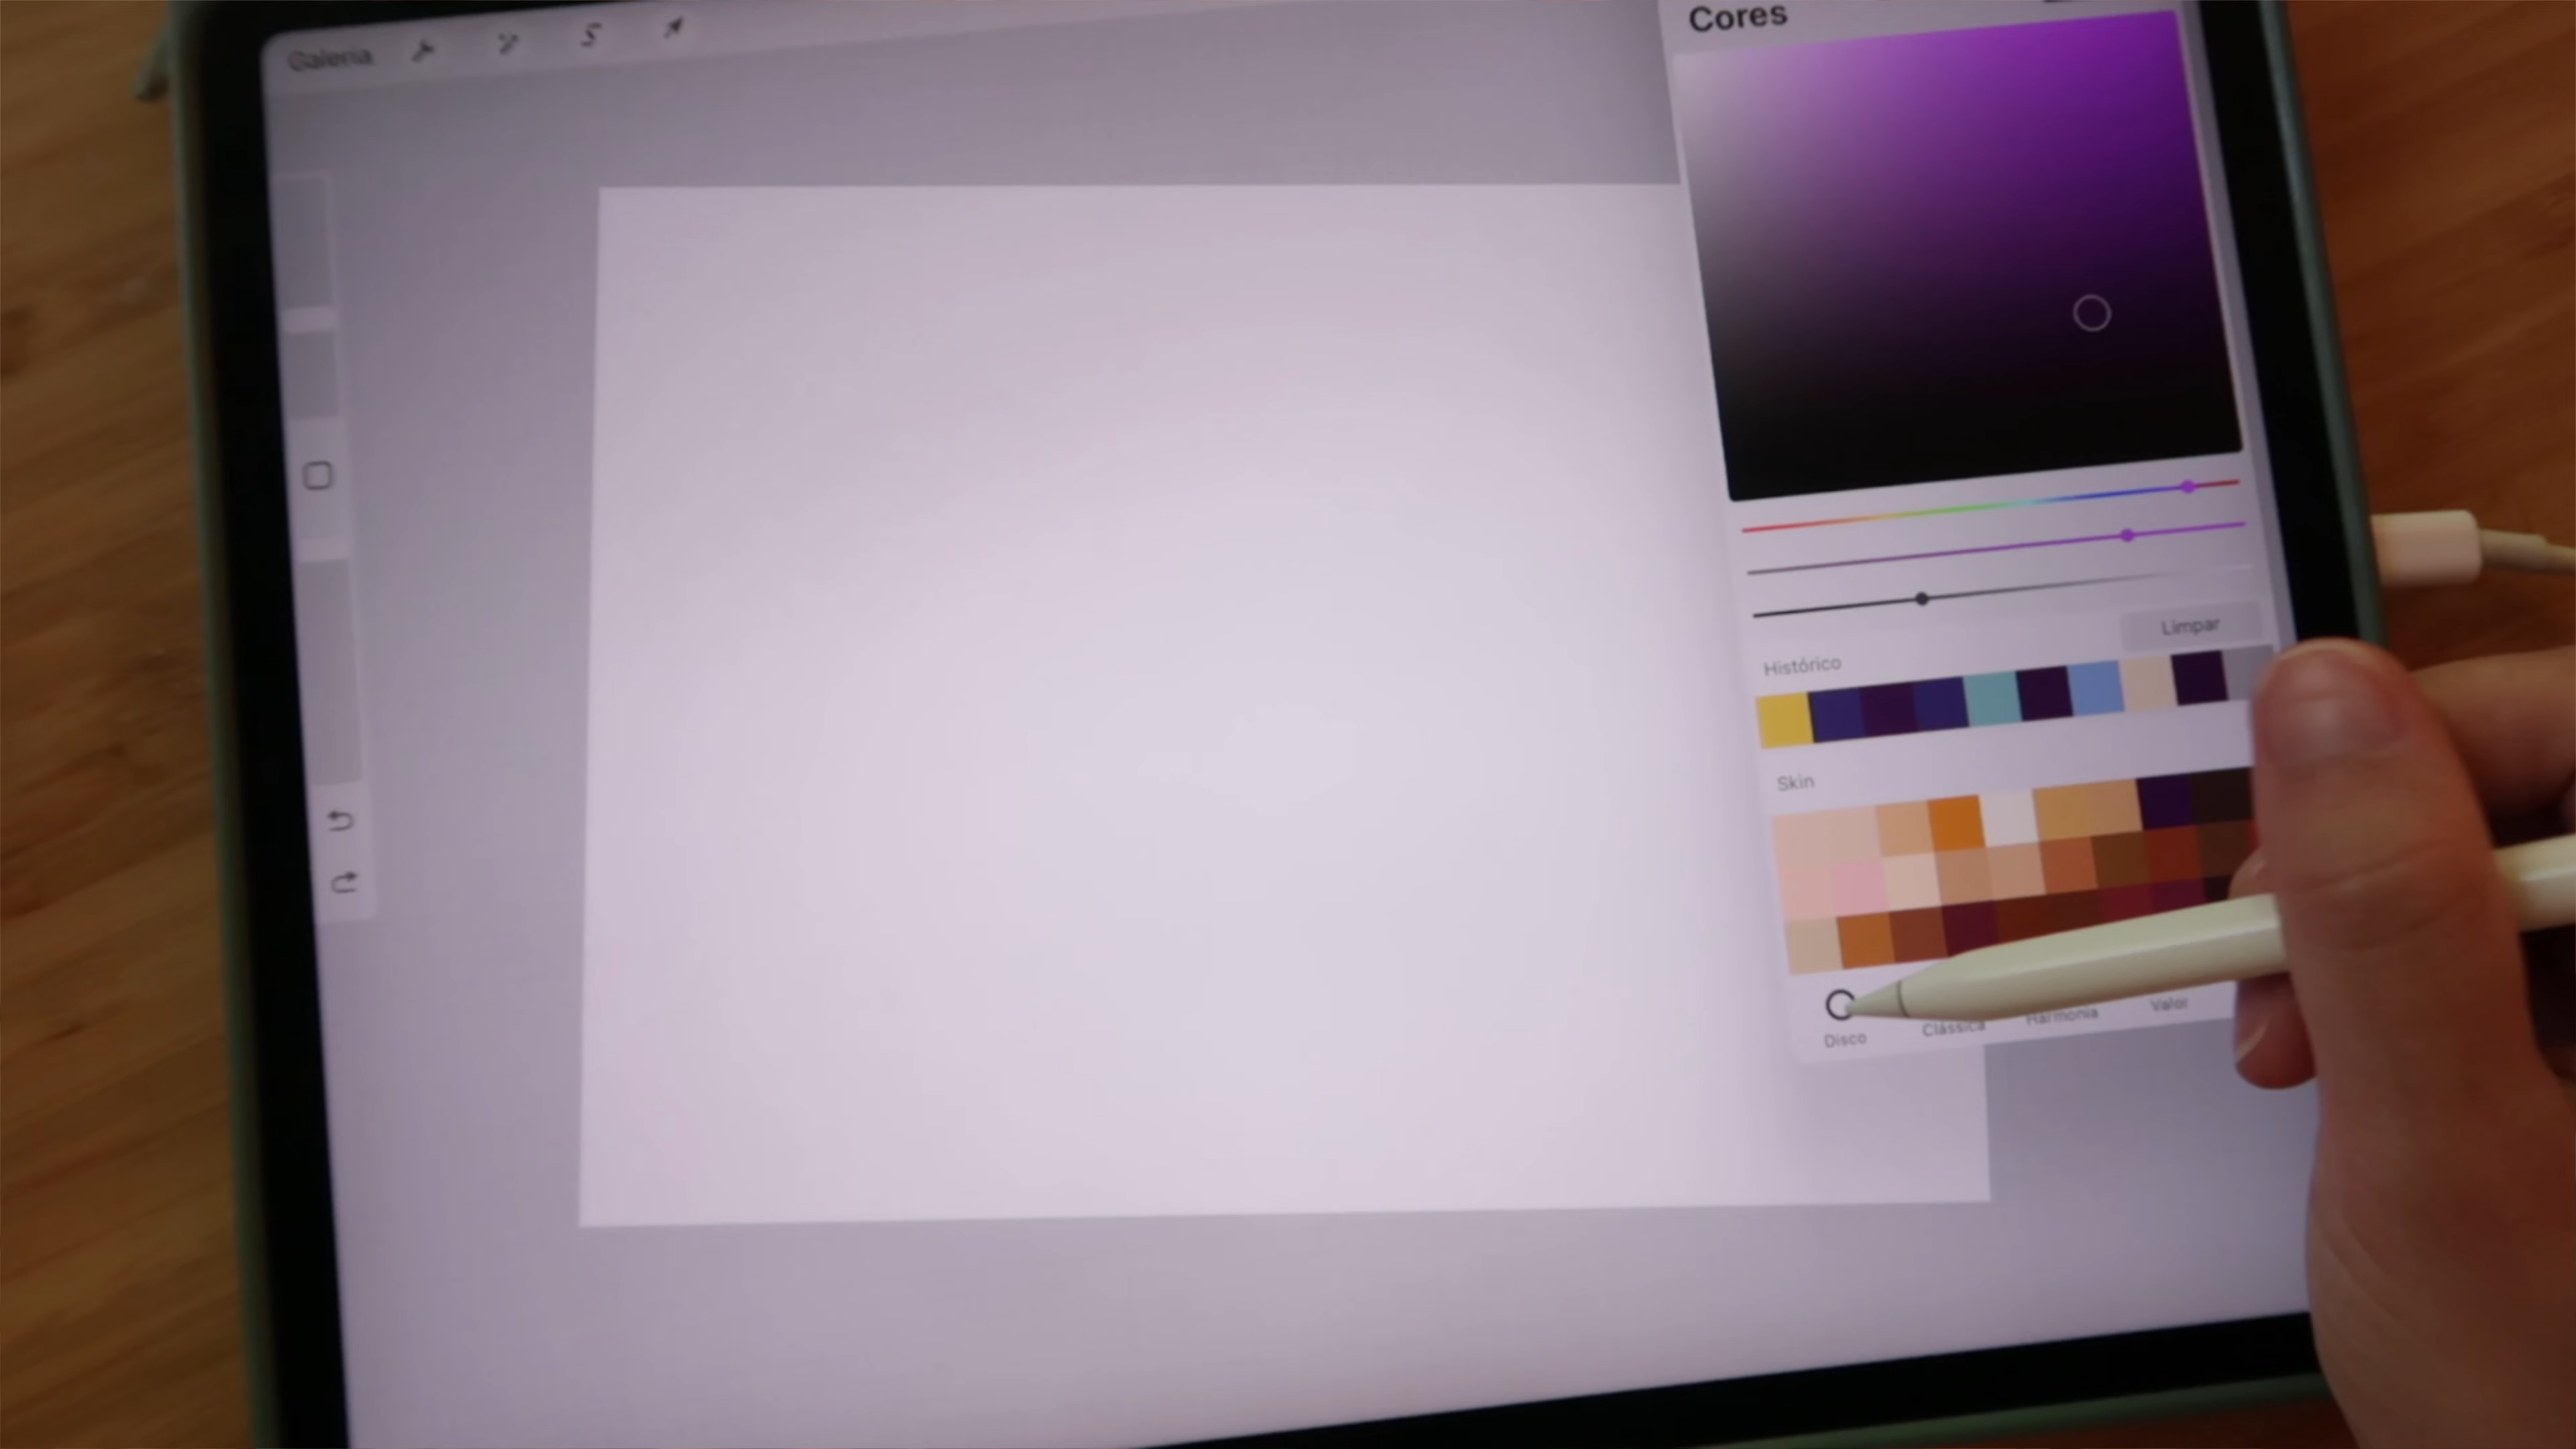 Galeria
Cores
Limpar
Histórico
Skin
Disco
Clássica
Harmonia
Valor